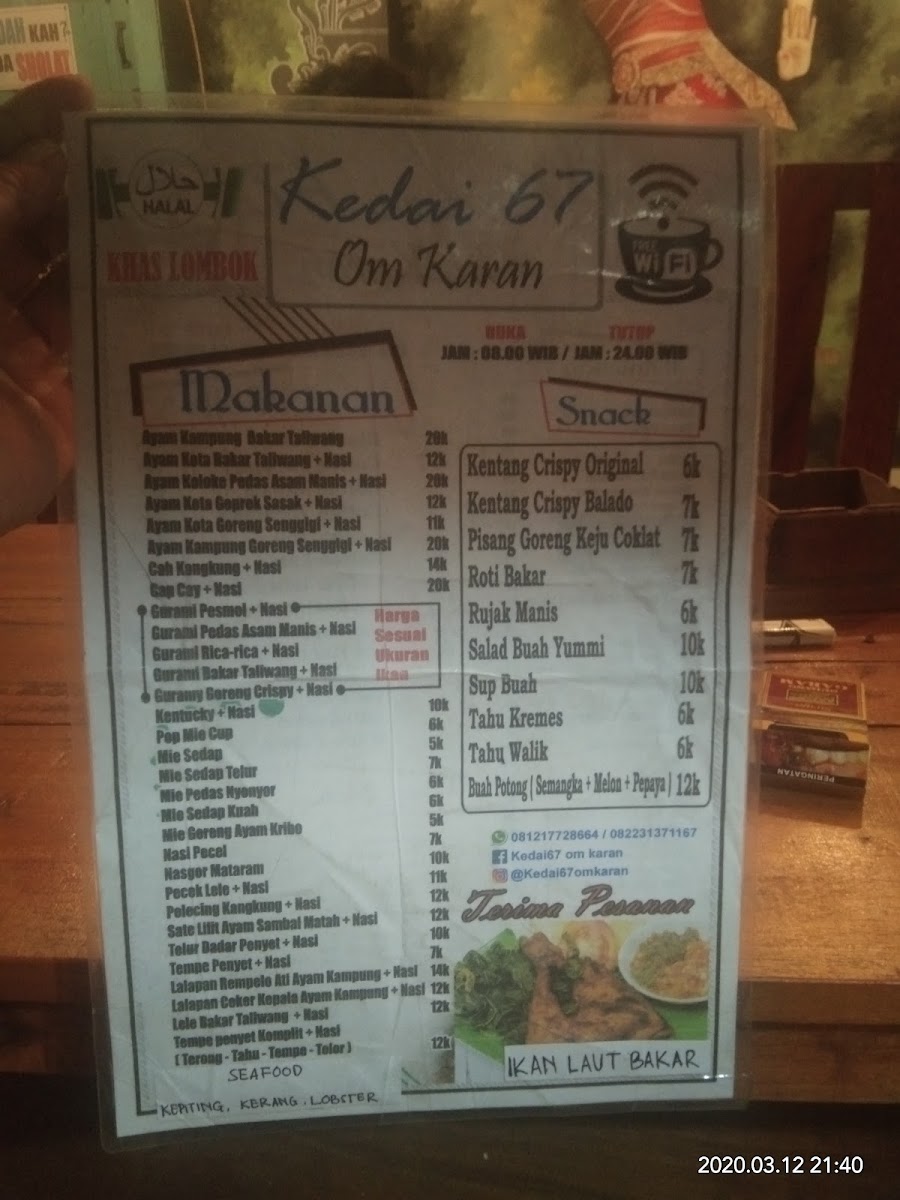 DAH KAH?
SHOLAT
حلال
HALAL
KHAS LOMBOK
Kedai 67
Om Karan
FREE
WiFi
BUKA TUTUP
JAM : 08.00 WIB / JAM : 24.00 WIB
Makanan
Ayam Kampung Bakar Taliwang 20k
Ayam Kota Bakar Taliwang + Nasi 12k
Ayam Koloke Pedas Asam Manis + Nasi 20k
Ayam Kota Geprek Sasak + Nasi 12k
Ayam Kota Goreng Senggigi + Nasi 11k
Ayam Kampung Goreng Senggigi + Nasi 20k
Cah Kangkung + Nasi 14k
Cap Cay + Nasi 20k
Gurami Pesmol + Nasi
Gurami Pedas Asam Manis + Nasi
Gurami Rica-rica + Nasi
Gurami Bakar Taliwang + Nasi
Guramy Goreng Crispy + Nasi
Harga
Sesuai
Ukuran
Ikan
Kentucky + Nasi 10k
Pop Mie Cup 6k
Mie Sedap 5k
Mie Sedap Telur 7k
Mie Pedas Nyonyor 6k
Mie Sedap Kuah 6k
Mie Goreng Ayam Kribo 5k
Nasi Pecel 7k
Nasgor Mataram 10k
Pecek Lele + Nasi 11k
Pelecing Kangkung + Nasi 12k
Sate Lilit Ayam Sambal Matah + Nasi 12k
Telur Dadar Penyet + Nasi 10k
Tempe Penyet + Nasi 7k
Lalapan Rempelo Ati Ayam Kampung + Nasi 14k
Lalapan Ceker Kepala Ayam Kampung + Nasi 12k
Lele Bakar Taliwang + Nasi 12k
Tempe penyet Komplit + Nasi
( Terong - Tahu - Tempe - Telor ) 12k
SEAFOOD
KEPITING, KERANG, LOBSTER
Snack
Kentang Crispy Original 6k
Kentang Crispy Balado 7k
Pisang Goreng Keju Coklat 7k
Roti Bakar 7k
Rujak Manis 6k
Salad Buah Yummi 10k
Sup Buah 10k
Tahu Kremes 6k
Tahu Walik 6k
Buah Potong ( Semangka + Melon + Pepaya ) 12k
081217728664 / 082231371167
Kedai67 om karan
@Kedai67omkaran
Terima Pesanan
IKAN LAUT BAKAR
GARAM
PERINGATAN
2020.03.12 21:40